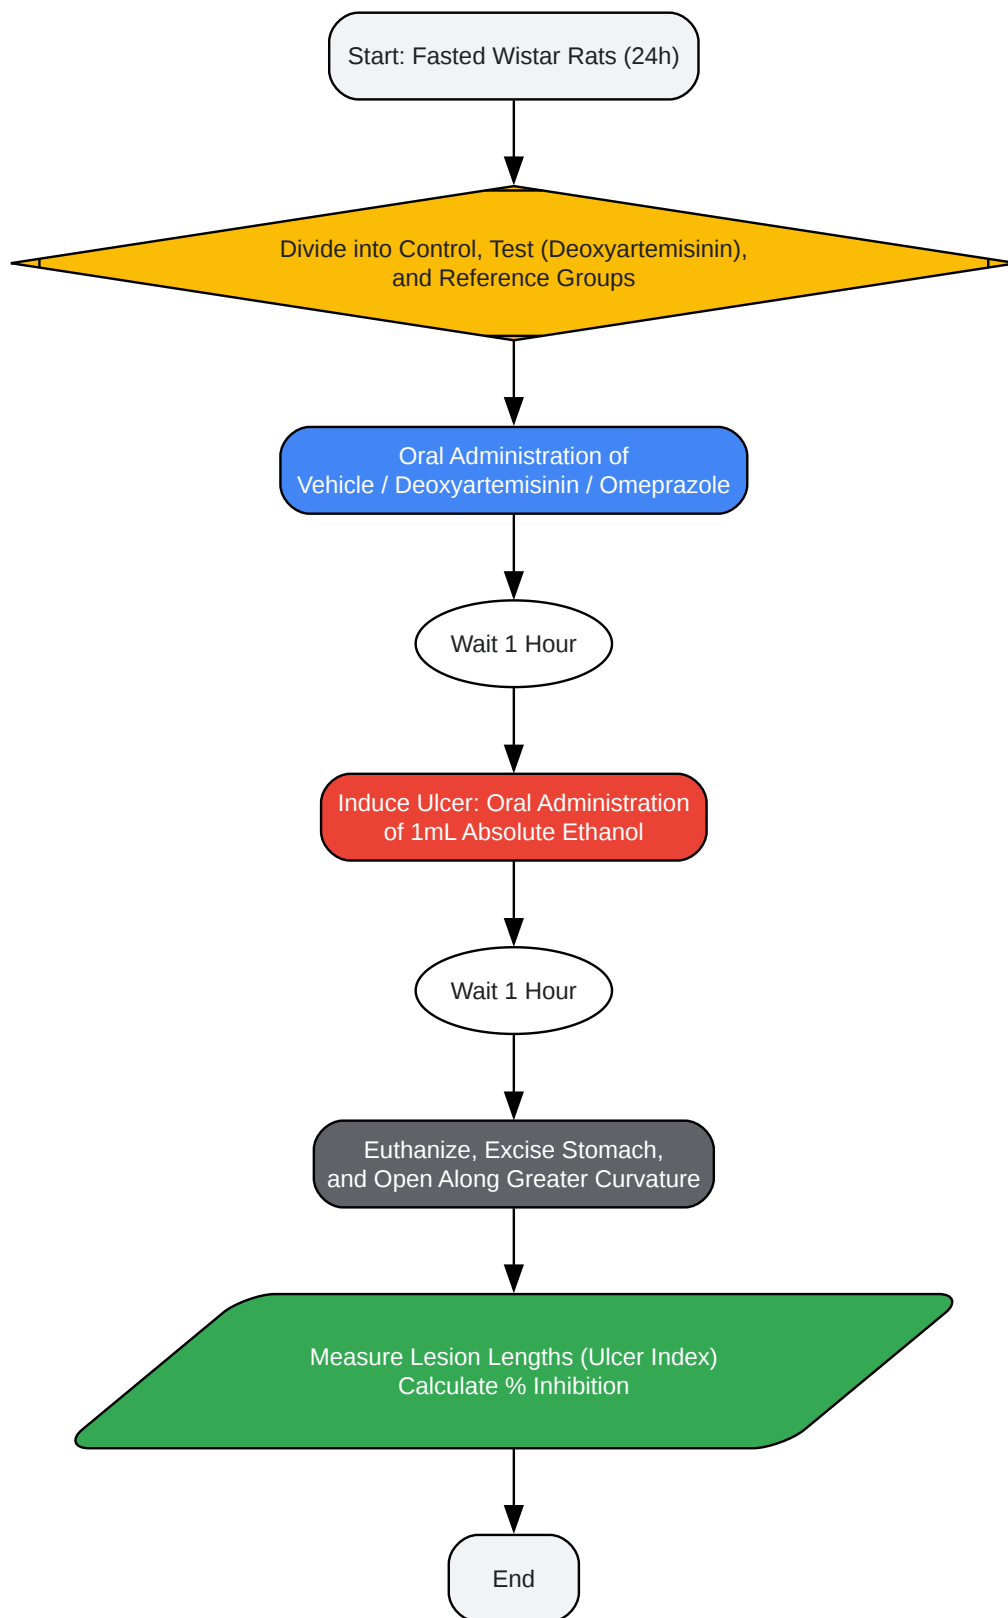 Start: Fasted Wistar Rats (24h)
Divide into Control, Test (Deoxyartemisinin),
and Reference Groups
Oral Administration of
Vehicle / Deoxyartemisinin / Omeprazole
Wait 1 Hour
Induce Ulcer: Oral Administration
of 1mL Absolute Ethanol
Wait 1 Hour
Euthanize, Excise Stomach,
and Open Along Greater Curvature
Measure Lesion Lengths (Ulcer Index)
Calculate % Inhibition
End